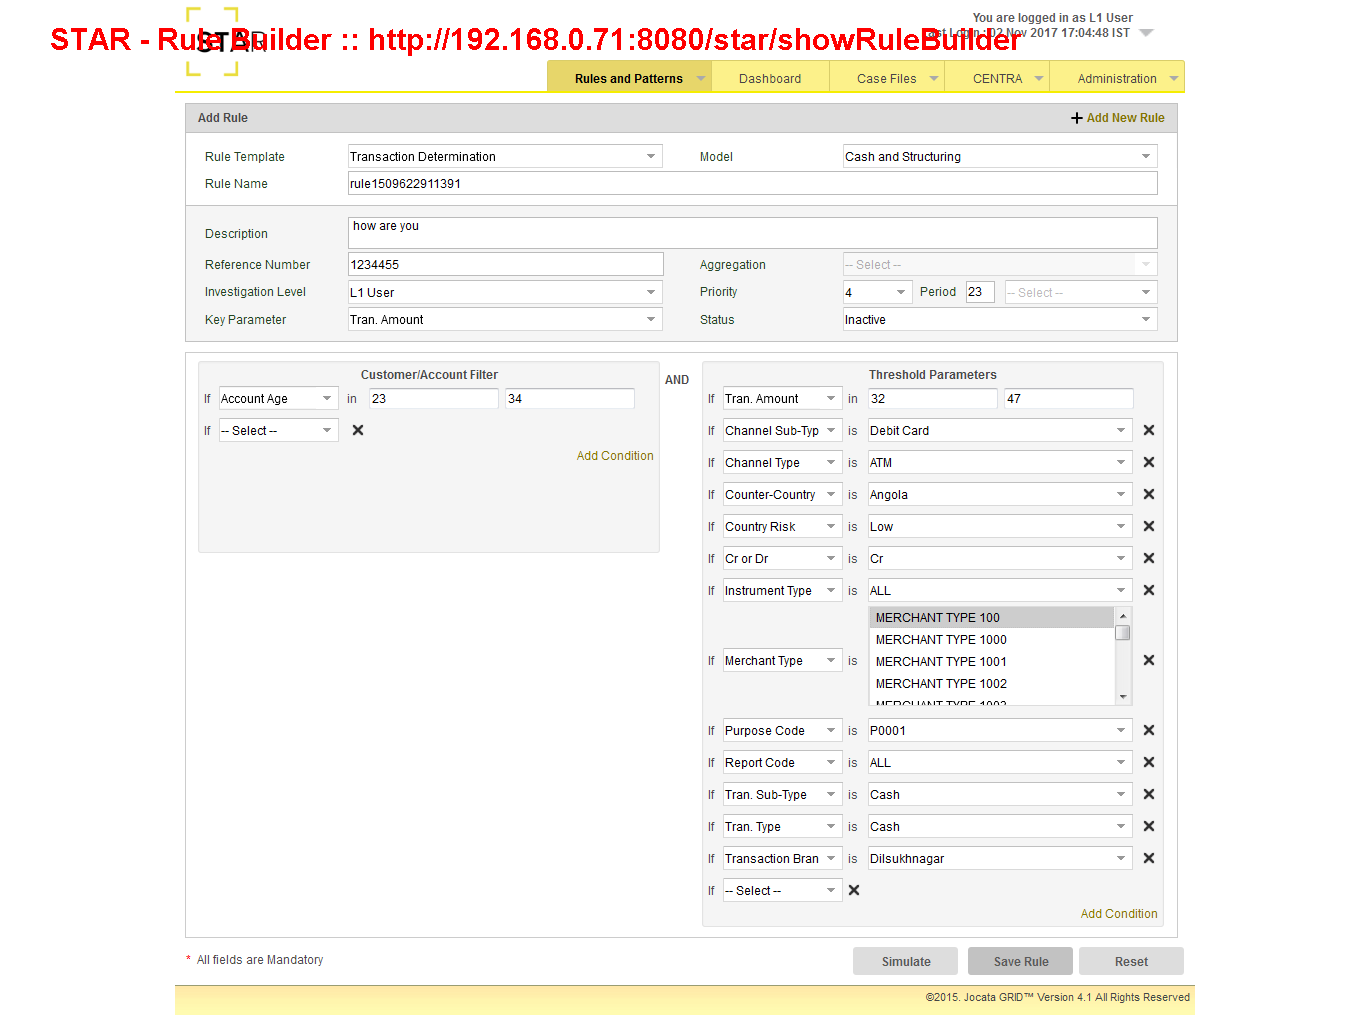 You are logged in as L1 User
STAR - Rule Builder :: http://192.168.0.71:8080/star/showRuleBuilder
STAR
Last Login : 02 Nov 2017 17:04:48 IST
Rules and Patterns Dashboard Case Files CENTRA Administration
Add Rule + Add New Rule
Rule Template Transaction Determination Model Cash and Structuring
Rule Name rule1509622911391
Description how are you
Reference Number 1234455 Aggregation -- Select --
Investigation Level L1 User Priority 4 Period 23 -- Select --
Key Parameter Tran. Amount Status Inactive
Customer/Account Filter
If Account Age in 23 34
If -- Select --
Add Condition
AND
Threshold Parameters
If Tran. Amount in 32 47
If Channel Sub-Typ is Debit Card
If Channel Type is ATM
If Counter-Country is Angola
If Country Risk is Low
If Cr or Dr is Cr
If Instrument Type is ALL
MERCHANT TYPE 100
MERCHANT TYPE 1000
MERCHANT TYPE 1001
If Merchant Type is
MERCHANT TYPE 1002
MERCHANT TYPE 1003
If Purpose Code is P0001
If Report Code is ALL
If Tran. Sub-Type is Cash
If Tran. Type is Cash
If Transaction Bran is Dilsukhnagar
If -- Select --
Add Condition
* All fields are Mandatory
Simulate Save Rule Reset
©2015. Jocata GRID™ Version 4.1 All Rights Reserved